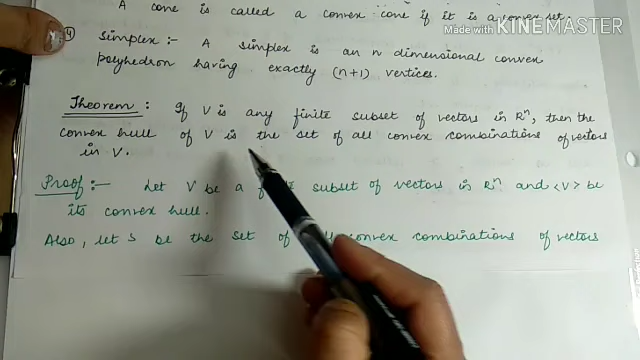 A cone is called a convex cone if it is a convex set.
Made with KINEMASTER
4 Simplex :- A simplex is an n dimensional convex
polyhedron having exactly (n+1) vertices.
Theorem : If V is any finite subset of vectors in Rⁿ, then the
convex hull of V is the set of all convex combinations of vectors
in V.
Proof :- Let V be a subset of vectors in Rⁿ and <V> be
its convex hull.
Also, let S be the set of convex combinations of vectors